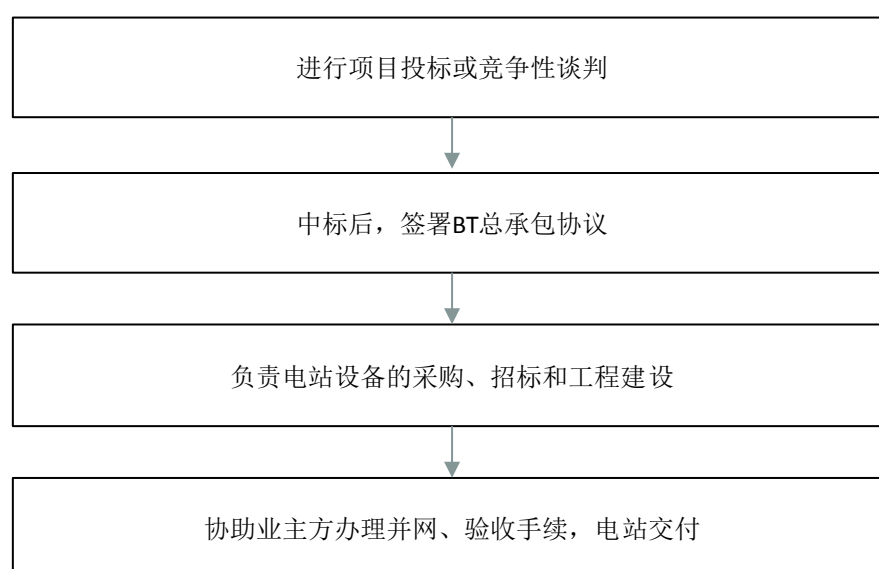 进行项目投标或竞争性谈判
中标后，签署BT总承包协议
负责电站设备的采购、招标和工程建设
协助业主方办理并网、验收手续，电站交付